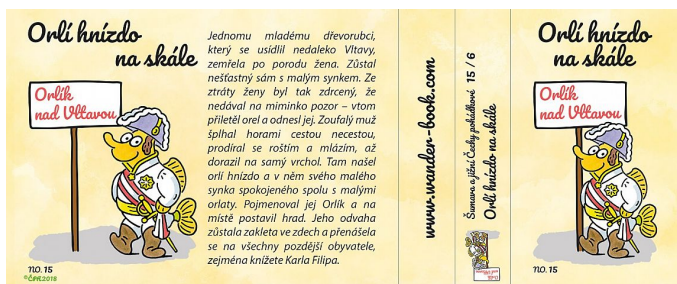 Orlí hnízdo
na skále
Orlík
nad Vltavou
NO. 15
©ČFH2018
Jednomu mladému dřevorubci,
který se usídlil nedaleko Vltavy,
zemřela po porodu žena. Zůstal
nešťastný sám s malým synkem. Ze
ztráty ženy byl tak zdrcený, že
nedával na miminko pozor – vtom
přiletěl orel a odnesl jej. Zoufalý muž
šplhal horami cestou necestou,
prodíral se roštím a mlázím, až
dorazil na samý vrchol. Tam našel
orlí hnízdo a v něm svého malého
synka spokojeného spolu s malými
orlaty. Pojmenoval jej Orlík a na
místě postavil hrad. Jeho odvaha
zůstala zakleta ve zdech a přenášela
se na všechny pozdější obyvatele,
zejména knížete Karla Filipa.
www.wander-book.com
Šumava a jižní Čechy pohádkové 15 / 6
Orlí hnízdo na skále
Orlí hnízdo
na skále
Orlík
nad Vltavou
NO. 15